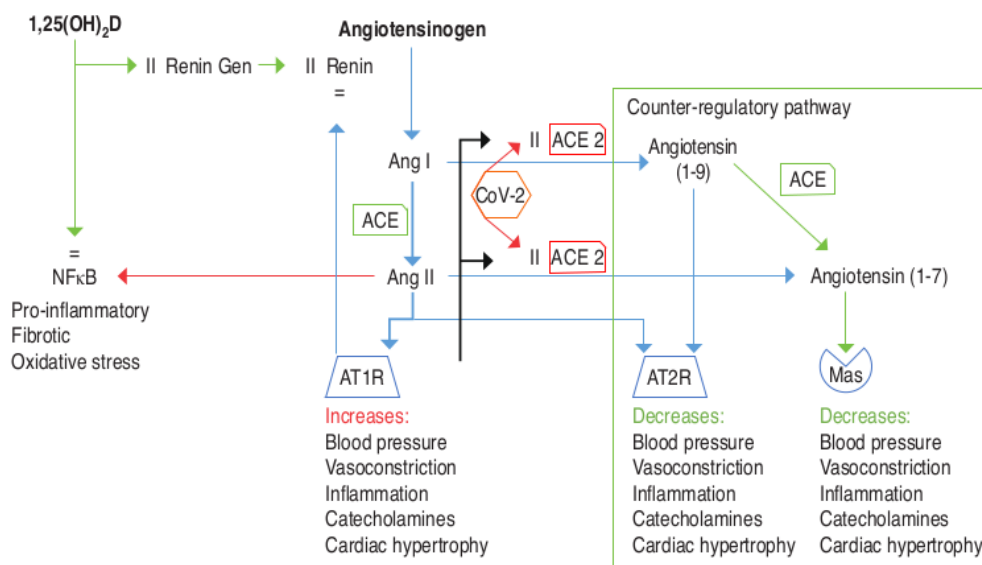 1,25(OH)₂D
Angiotensinogen
II Renin Gen
II Renin
=
Counter-regulatory pathway
II ACE 2
Ang I
Angiotensin
(1-9)
ACE
CoV-2
ACE
=
NFκB
II ACE 2
Ang II
Angiotensin (1-7)
Pro-inflammatory
Fibrotic
Oxidative stress
AT1R
AT2R
Mas
Increases:
Blood pressure
Vasoconstriction
Inflammation
Catecholamines
Cardiac hypertrophy
Decreases:
Blood pressure
Vasoconstriction
Inflammation
Catecholamines
Cardiac hypertrophy
Decreases:
Blood pressure
Vasoconstriction
Inflammation
Catecholamines
Cardiac hypertrophy